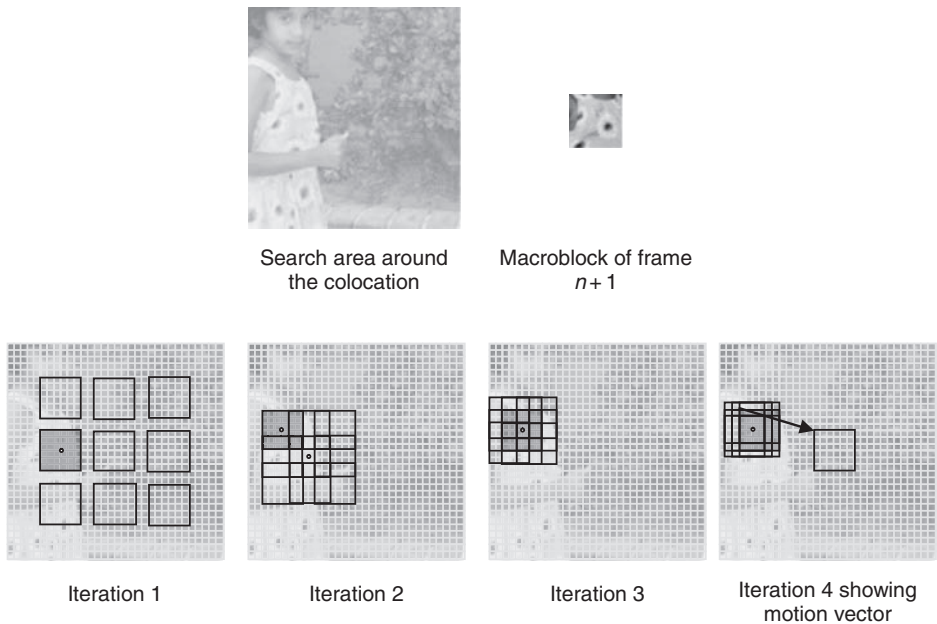 Search area around
the colocation
Macroblock of frame
n + 1
Iteration 1
Iteration 2
Iteration 3
Iteration 4 showing
motion vector